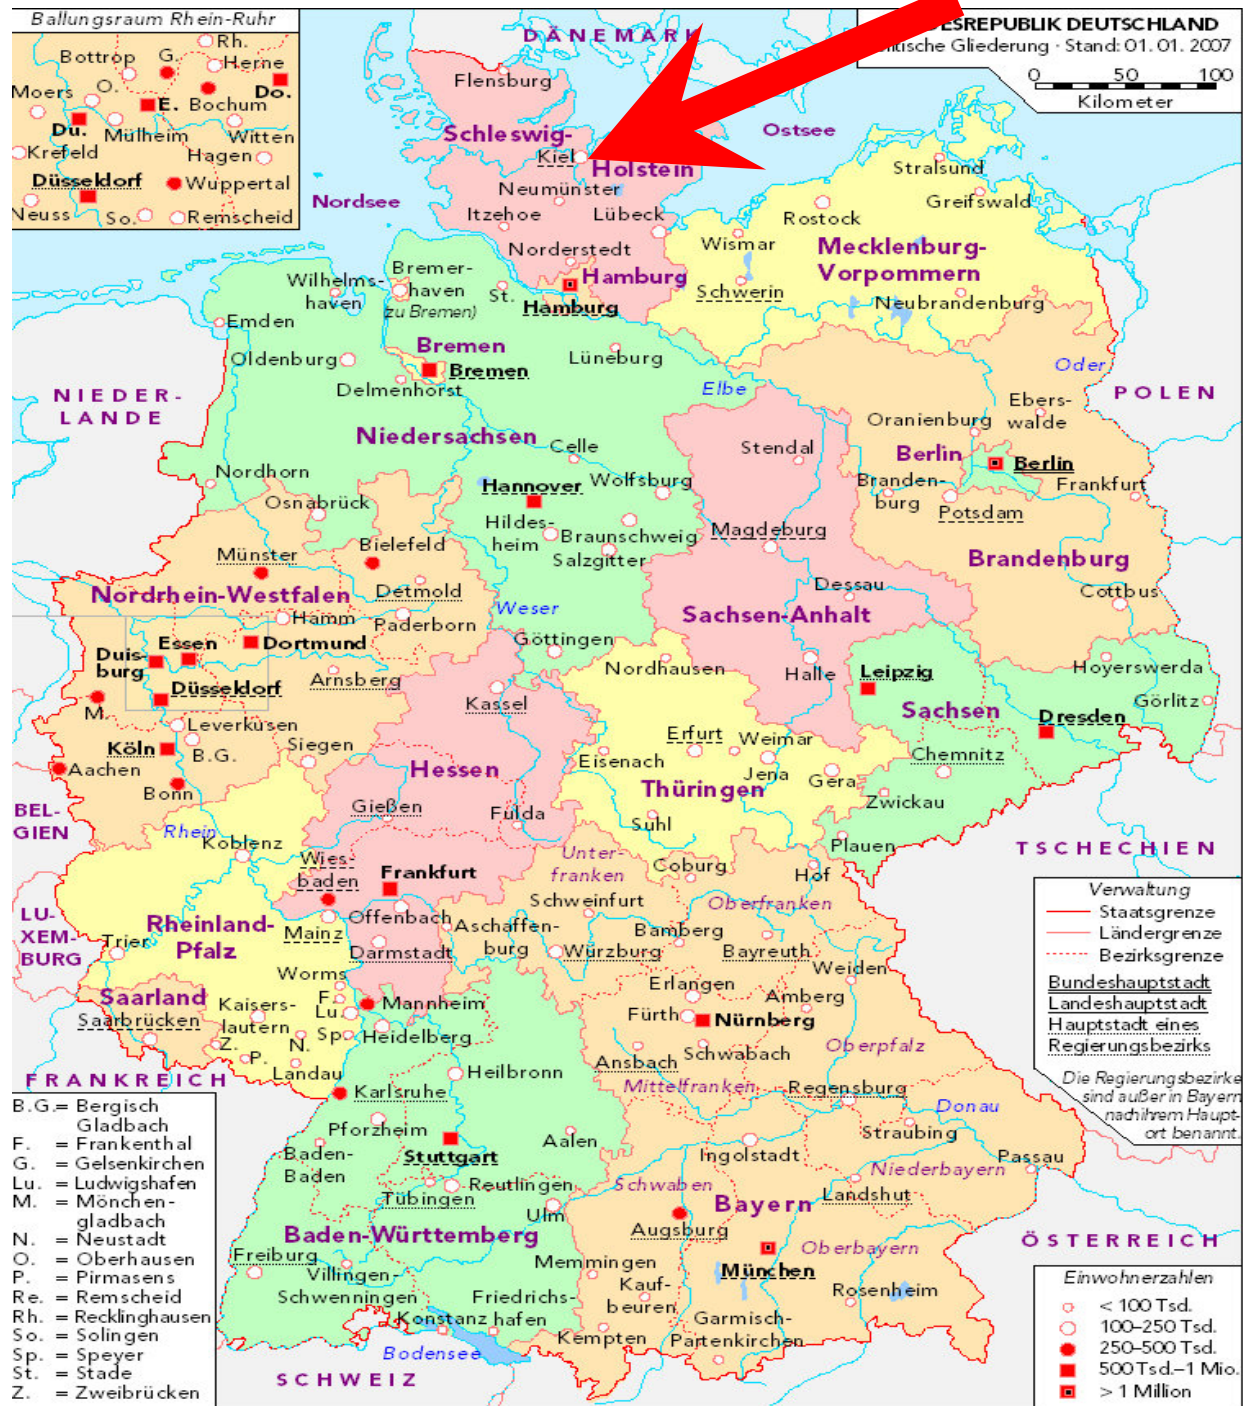 Ballungsraum Rhein-Ruhr
Rh.
Bottrop
G.
Herne
Moers
O.
E.
Bochum
Do.
Du.
Mülheim
Witten
Krefeld
Hagen
Düsseldorf
Wuppertal
Neuss
So.
Remscheid
ESREPUBLIK DEUTSCHLAND
itische Gliederung · Stand: 01. 01. 2007
0 50 100
Kilometer
DÄNEMARK
Flensburg
Schleswig-
Holstein
Kiel
Ostsee
Nordsee
Neumünster
Itzehoe
Lübeck
Norderstedt
Stralsund
Greifswald
Rostock
Wismar
Mecklenburg-
Vorpommern
Schwerin
Neubrandenburg
Hamburg
Hamburg
Wilhelms-
haven
Bremer-
haven
(zu Bremen)
St.
Emden
Oldenburg
Bremen
Bremen
Delmenhorst
Lüneburg
Elbe
Oder
NIEDER-
LANDE
POLEN
Niedersachsen
Celle
Stendal
Oranienburg
Ebers-
walde
Berlin
Berlin
Nordhorn
Osnabrück
Hannover
Wolfsburg
Branden-
burg
Potsdam
Frankfurt
Hildes-
heim
Braunschweig
Salzgitter
Magdeburg
Brandenburg
Münster
Bielefeld
Nordrhein-Westfalen
Detmold
Weser
Dessau
Cottbus
Hamm
Paderborn
Sachsen-Anhalt
Essen
Dortmund
Duis-
burg
Düsseldorf
Arnsberg
Göttingen
Nordhausen
Halle
Leipzig
Hoyerswerda
Görlitz
M.
Leverkusen
Kassel
Sachsen
Dresden
Köln
B.G.
Siegen
Aachen
Bonn
Hessen
Eisenach
Erfurt
Weimar
Jena
Gera
Chemnitz
Thüringen
Zwickau
BEL-
GIEN
Gießen
Fulda
Suhl
Plauen
Rhein
Koblenz
TSCHECHIEN
Wies-
baden
Frankfurt
Unter-
franken
Coburg
Hof
LU-
XEM-
BURG
Rheinland-
Pfalz
Offenbach
Schweinfurt
Oberfranken
Trier
Mainz
Darmstadt
Aschaffen-
burg
Würzburg
Bamberg
Bayreuth
Weiden
Worms
Saarland
Saarbrücken
Kaisers-
lautern
F.
Lu.
Sp.
Mannheim
Heidelberg
Erlangen
Fürth
Nürnberg
Amberg
Z.
P.
N.
Landau
Ansbach
Schwabach
Oberpfalz
FRANKREICH
Karlsruhe
Heilbronn
Mittelfranken
Regensburg
Donau
Straubing
Pforzheim
Baden-
Baden
Stuttgart
Aalen
Ingolstadt
Niederbayern
Passau
Tübingen
Reutlingen
Schwaben
Landshut
Ulm
Bayern
Baden-Württemberg
Augsburg
Freiburg
Villingen-
Schwenningen
Memmingen
München
Oberbayern
ÖSTERREICH
Kauf-
beuren
Rosenheim
Konstanz
Friedrichs-
hafen
Kempten
Garmisch-
Partenkirchen
Bodensee
SCHWEIZ
Verwaltung
Staatsgrenze
Ländergrenze
Bezirksgrenze
Bundeshauptstadt
Landeshauptstadt
Hauptstadt eines
Regierungsbezirks
Die Regierungsbezirke
sind außer in Bayern
nach ihrem Haupt-
ort benannt.
B.G.= Bergisch
Gladbach
F. = Frankenthal
G. = Gelsenkirchen
Lu. = Ludwigshafen
M. = Mönchen-
gladbach
N. = Neustadt
O. = Oberhausen
P. = Pirmasens
Re. = Remscheid
Rh. = Recklinghausen
So. = Solingen
Sp. = Speyer
St. = Stade
Z. = Zweibrücken
Einwohnerzahlen
< 100 Tsd.
100–250 Tsd.
250–500 Tsd.
500 Tsd.–1 Mio.
> 1 Million